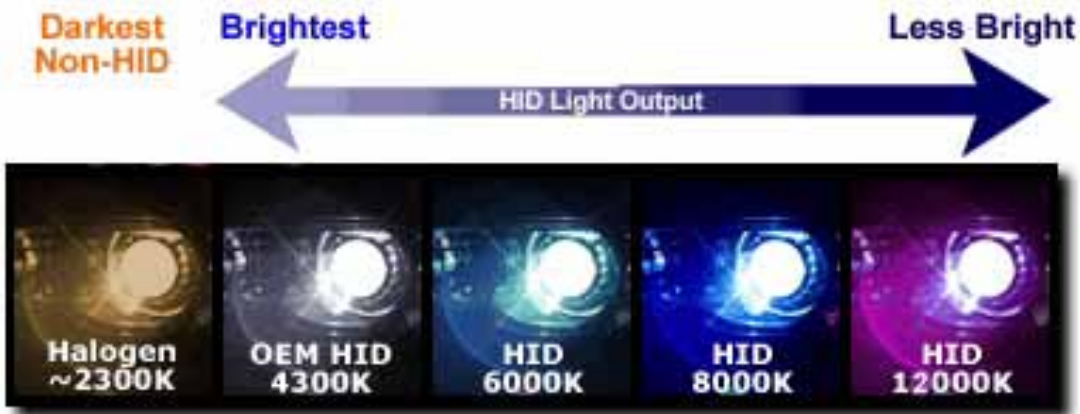 Darkest
Non-HID
Brightest
Less Bright
HID Light Output
Halogen
~2300K
OEM HID
4300K
HID
6000K
HID
8000K
HID
12000K